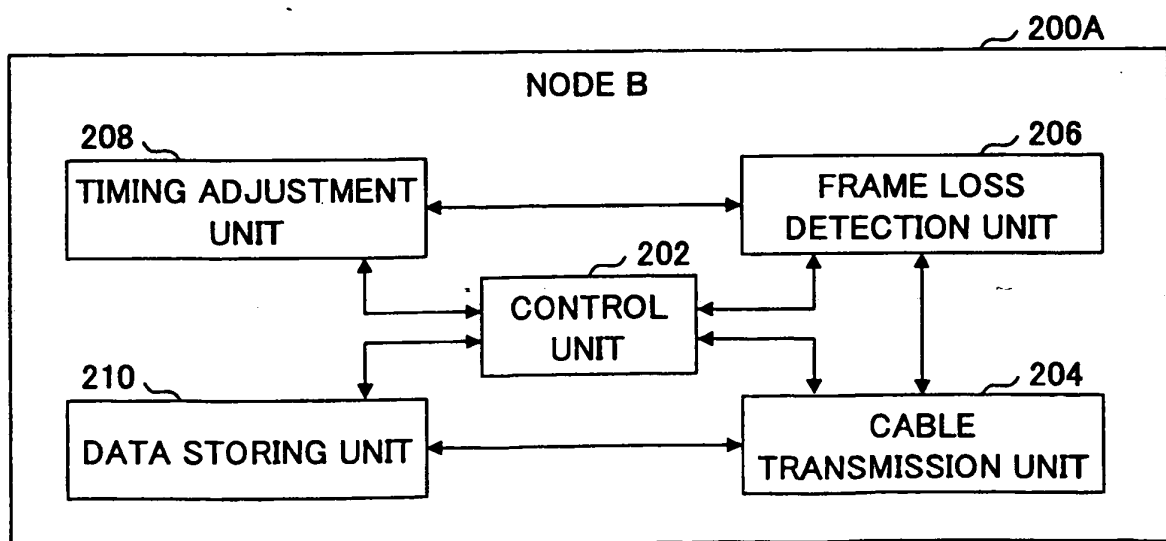 200A
NODE B
208
TIMING ADJUSTMENT
UNIT
206
FRAME LOSS
DETECTION UNIT
202
CONTROL
UNIT
210
DATA STORING UNIT
204
CABLE
TRANSMISSION UNIT